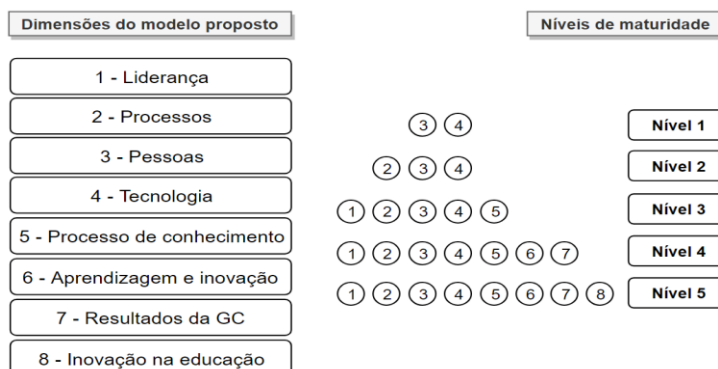 Dimensões do modelo proposto
Níveis de maturidade
1 - Liderança
2 - Processos
3 - Pessoas
4 - Tecnologia
5 - Processo de conhecimento
6 - Aprendizagem e inovação
7 - Resultados da GC
8 - Inovação na educação
3 4 Nível 1
2 3 4 Nível 2
1 2 3 4 5 Nível 3
1 2 3 4 5 6 7 Nível 4
1 2 3 4 5 6 7 8 Nível 5